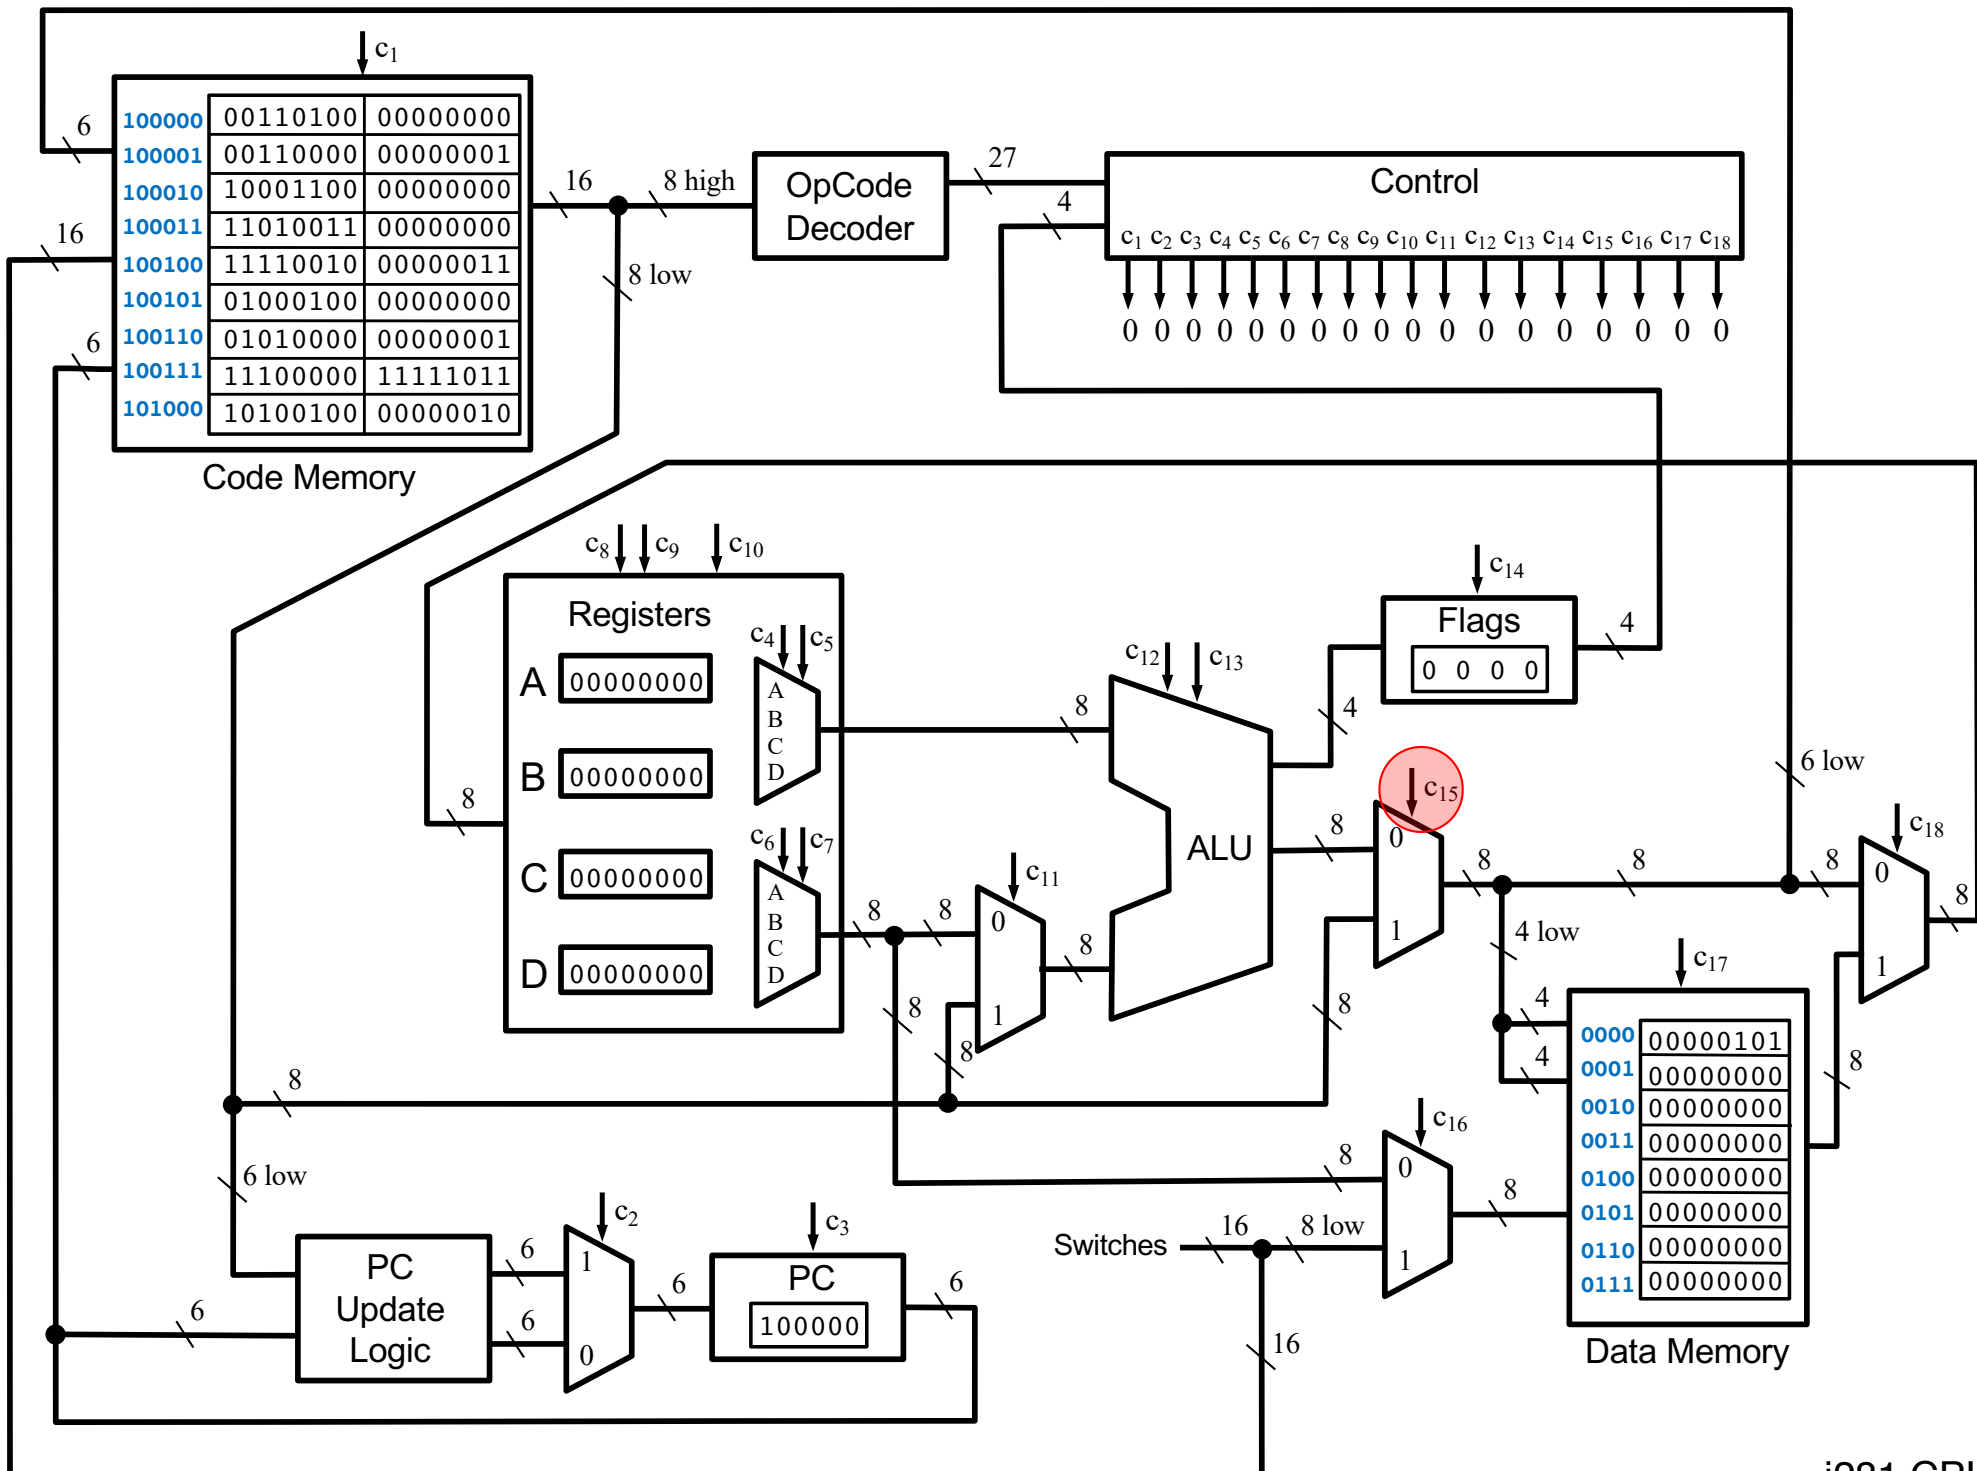 c1
100000 00110100 00000000
100001 00110000 00000001
100010 10001100 00000000
100011 11010011 00000000
100100 11110010 00000011
100101 01000100 00000000
100110 01010000 00000001
100111 11100000 11111011
101000 10100100 00000010
Code Memory
6
16
6
16
8 high
8 low
OpCode
Decoder
27
4
Control
c1 c2 c3 c4 c5 c6 c7 c8 c9 c10 c11 c12 c13 c14 c15 c16 c17 c18
0 0 0 0 0 0 0 0 0 0 0 0 0 0 0 0 0 0
c8 c9 c10
Registers
A 00000000
B 00000000
C 00000000
D 00000000
c4 c5
A
B
C
D
c6 c7
A
B
C
D
8
8
8
8
8
c11
0
1
8
8
c12 c13
ALU
4
8
c14
Flags
0 0 0 0
4
c15
0
1
8
8
8
6 low
8
c18
0
1
8
4 low
4
4
c17
0000 00000101
0001 00000000
0010 00000000
0011 00000000
0100 00000000
0101 00000000
0110 00000000
0111 00000000
Data Memory
8
8
6 low
c16
0
1
8
8
Switches
16
8 low
16
PC
Update
Logic
6
6
6
c2
1
0
6
c3
PC
100000
6